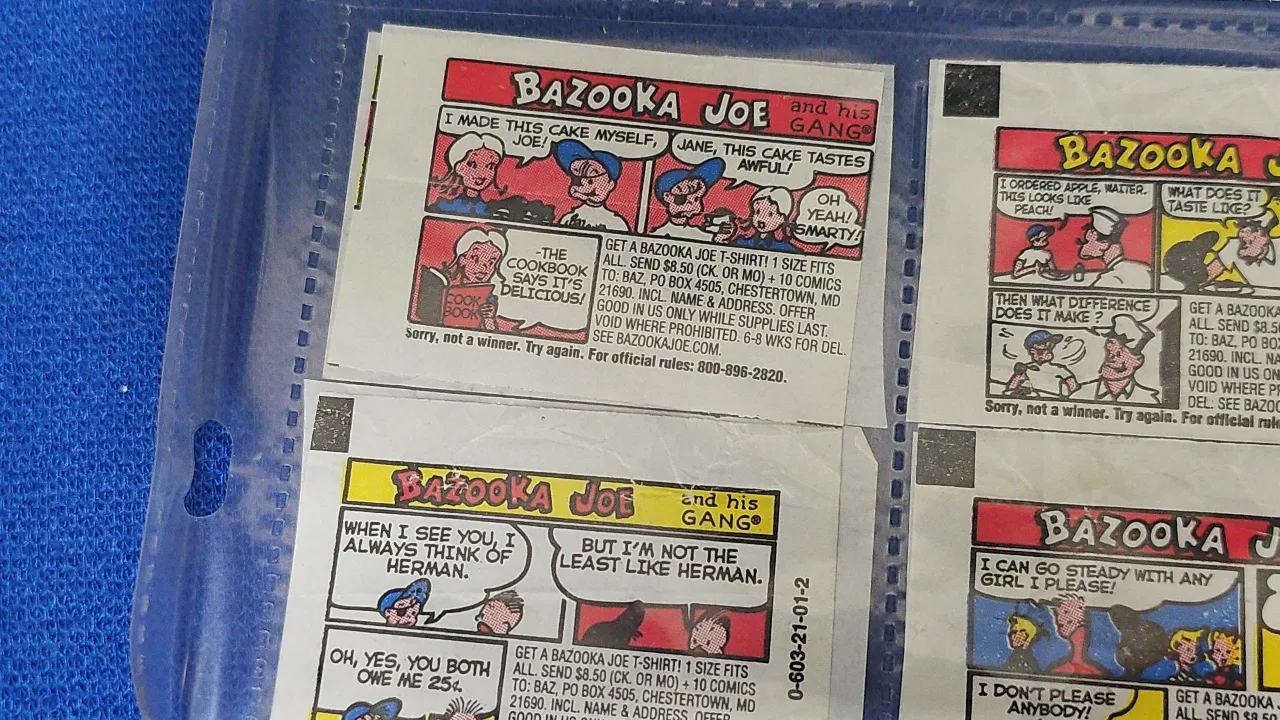 BAZOOKA JOE and his GANG®
I MADE THIS CAKE MYSELF,
JOE!
JANE, THIS CAKE TASTES
AWFUL!
OH
YEAH!
SMARTY!
-THE
COOKBOOK
SAYS IT'S
DELICIOUS!
COOK
BOOK
GET A BAZOOKA JOE T-SHIRT! 1 SIZE FITS
ALL. SEND $8.50 (CK. OR MO) + 10 COMICS
TO: BAZ, PO BOX 4505, CHESTERTOWN, MD
21690. INCL. NAME & ADDRESS. OFFER
GOOD IN US ONLY WHILE SUPPLIES LAST.
VOID WHERE PROHIBITED. 6-8 WKS FOR DEL.
SEE BAZOOKAJOE.COM.
Sorry, not a winner. Try again. For official rules: 800-896-2820.
BAZOOKA J
I ORDERED APPLE, WAITER.
THIS LOOKS LIKE
PEACH!
WHAT DOES IT
TASTE LIKE?
THEN WHAT DIFFERENCE
DOES IT MAKE?
GET A BAZOOKA
ALL. SEND $8.5
TO: BAZ, PO BO
21690. INCL. N
GOOD IN US ON
VOID WHERE P
DEL. SEE BAZO
Sorry, not a winner. Try again. For official rul
BAZOOKA JOE and his GANG®
WHEN I SEE YOU, I
ALWAYS THINK OF
HERMAN.
BUT I'M NOT THE
LEAST LIKE HERMAN.
OH, YES, YOU BOTH
OWE ME 25¢.
GET A BAZOOKA JOE T-SHIRT! 1 SIZE FITS
ALL. SEND $8.50 (CK. OR MO) + 10 COMICS
TO: BAZ, PO BOX 4505, CHESTERTOWN, MD
21690. INCL. NAME & ADDRESS. OFFER
0-603-21-01-2
BAZOOKA J
I CAN GO STEADY WITH ANY
GIRL I PLEASE!
I DON'T PLEASE
ANYBODY!
GET A BAZOO
ALL. SEND $8